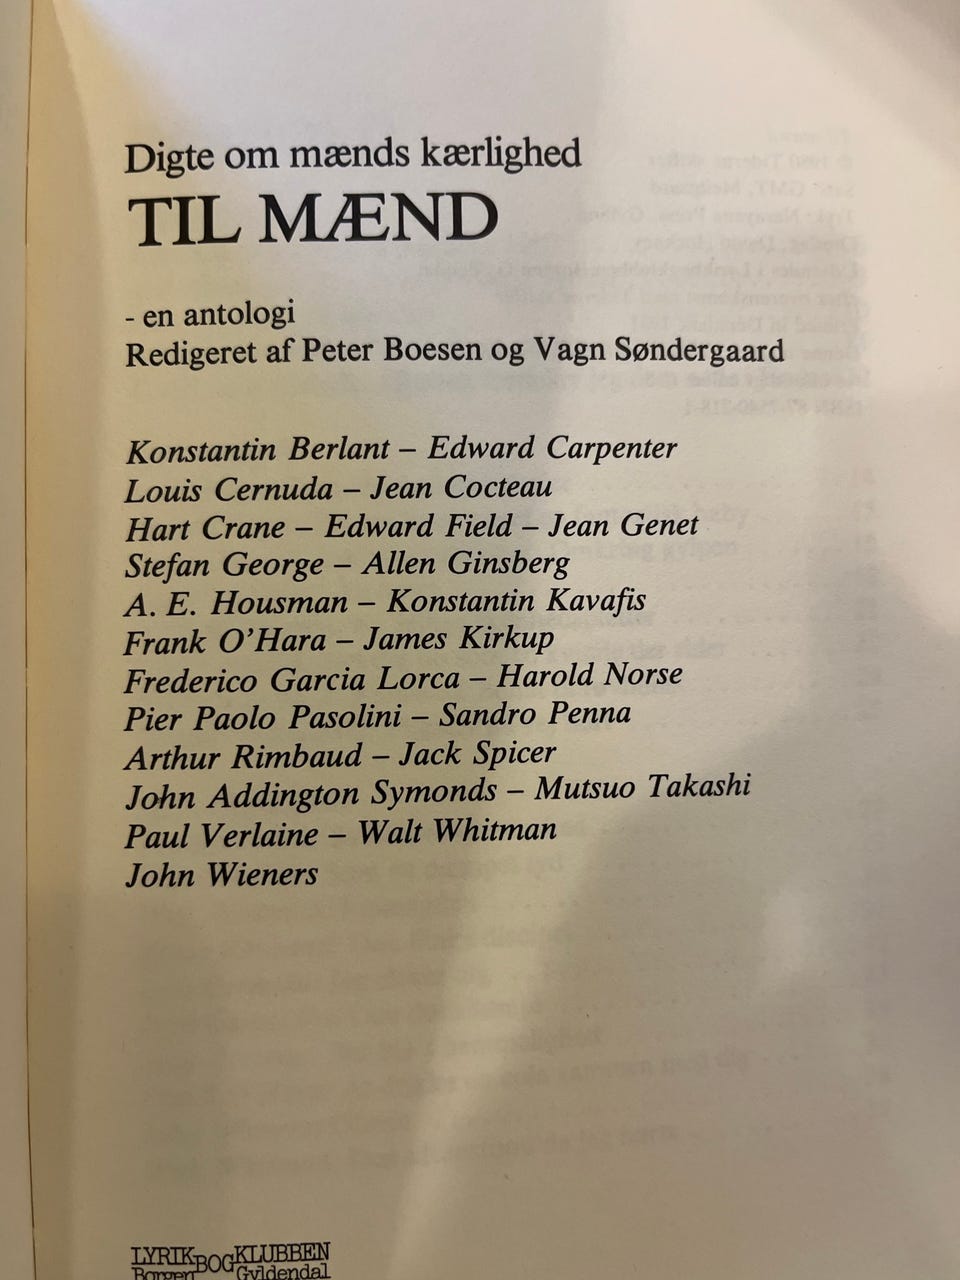 Digte om mænds kærlighed
TIL MÆND
- en antologi
Redigeret af Peter Boesen og Vagn Søndergaard
Konstantin Berlant – Edward Carpenter
Louis Cernuda – Jean Cocteau
Hart Crane – Edward Field – Jean Genet
Stefan George – Allen Ginsberg
A. E. Housman – Konstantin Kavafis
Frank O'Hara – James Kirkup
Frederico Garcia Lorca – Harold Norse
Pier Paolo Pasolini – Sandro Penna
Arthur Rimbaud – Jack Spicer
John Addington Symonds – Mutsuo Takashi
Paul Verlaine – Walt Whitman
John Wieners
LYRIKBOGKLUBBEN
Borgen Gyldendal